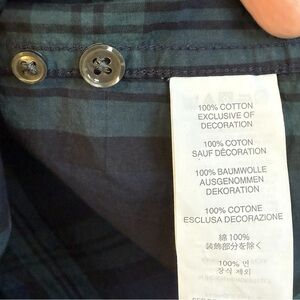 100% COTTON
EXCLUSIVE OF
DECORATION
100% COTON
SAUF DÉCORATION
100% BAUMWOLLE
AUSGENOMMEN
DEKORATION
100% COTONE
ESCLUSA DECORAZIONE
綿 100%
装飾部分を除く
100% 면
장식 제외